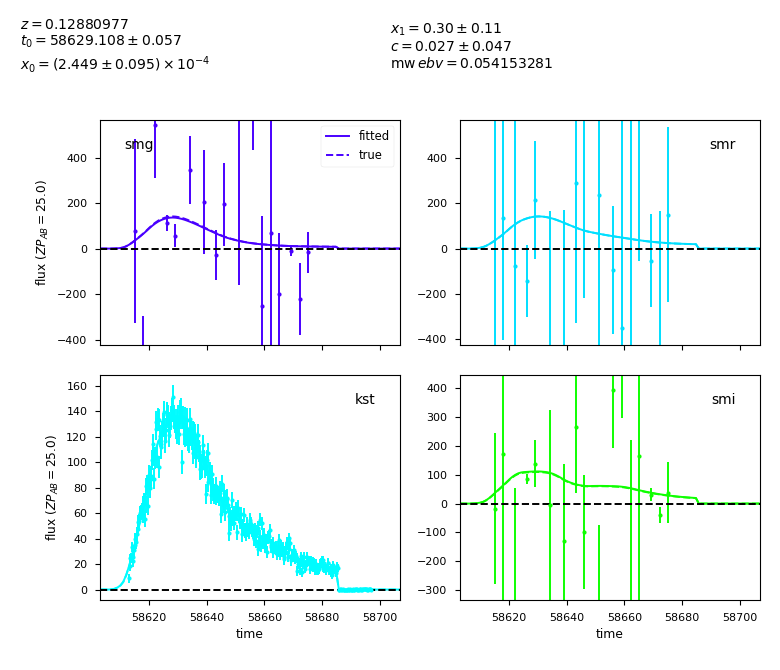 z = 0.12880977
t₀ = 58629.108 ± 0.057
x₀ = (2.449 ± 0.095) × 10⁻⁴
x₁ = 0.30 ± 0.11
c = 0.027 ± 0.047
mw ebv = 0.054153281
smg
fitted
true
flux (ZP_AB = 25.0)
400
200
0
−200
−400
smr
400
200
0
−200
−400
kst
flux (ZP_AB = 25.0)
160
140
120
100
80
60
40
20
0
58620 58640 58660 58680 58700
time
smi
400
300
200
100
0
−100
−200
−300
58620 58640 58660 58680 58700
time